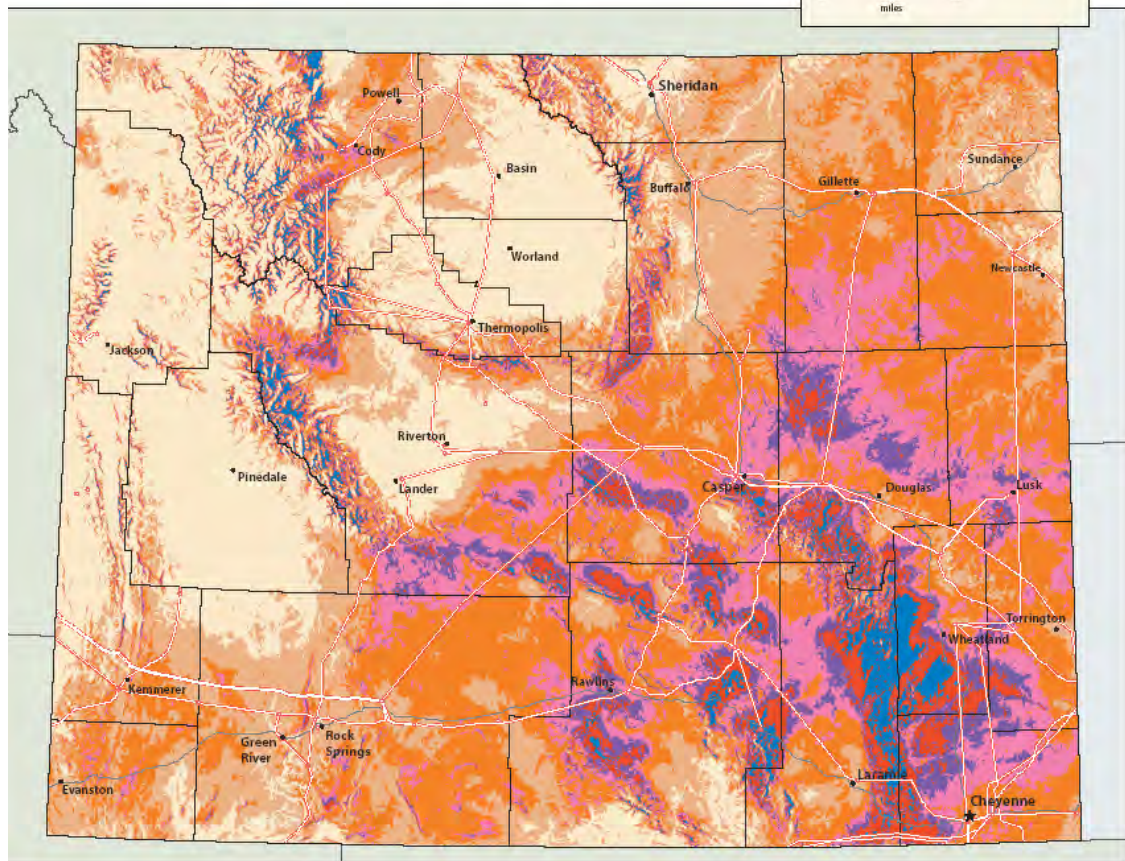 miles
Sheridan
Powell
Cody
Basin
Sundance
Buffalo
Gillette
Worland
Newcastle
Thermopolis
Jackson
Riverton
Pinedale
Lander
Casper
Douglas
Lusk
Torrington
Wheatland
Kemmerer
Rawlins
Green
River
Rock
Springs
Evanston
Laramie
Cheyenne